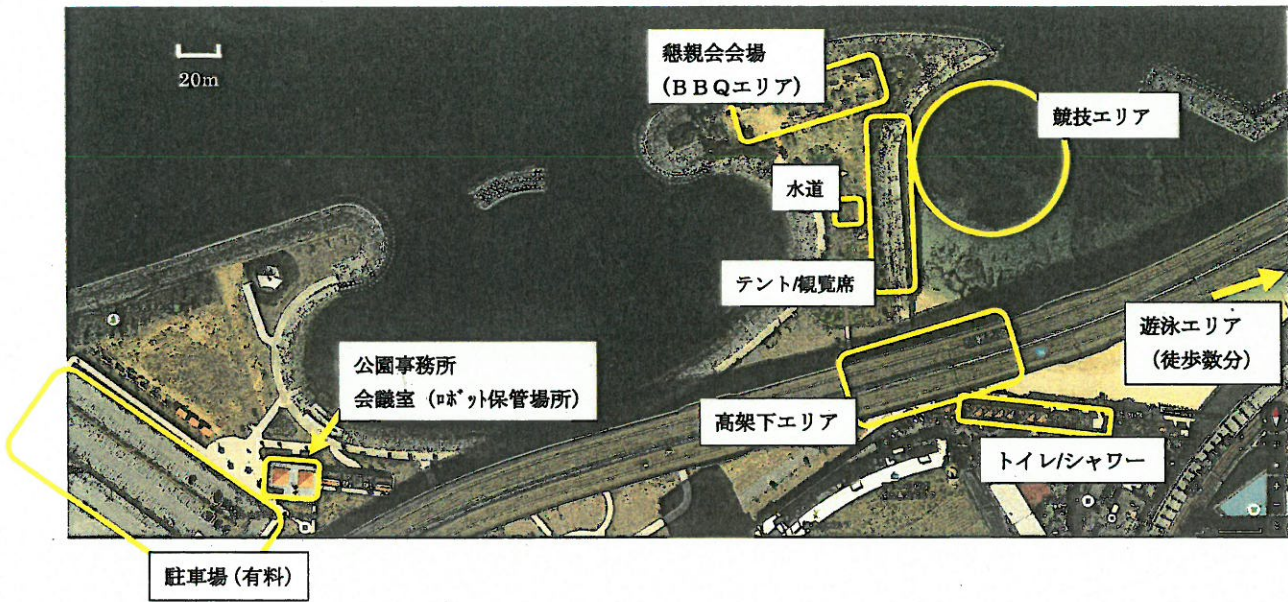 20m
懇親会会場
(ＢＢＱエリア)
競技エリア
水道
テント/観覧席
遊泳エリア
(徒歩数分)
公園事務所
会議室 (ﾛﾎﾞｯﾄ保管場所)
高架下エリア
トイレ/シャワー
駐車場 (有料)